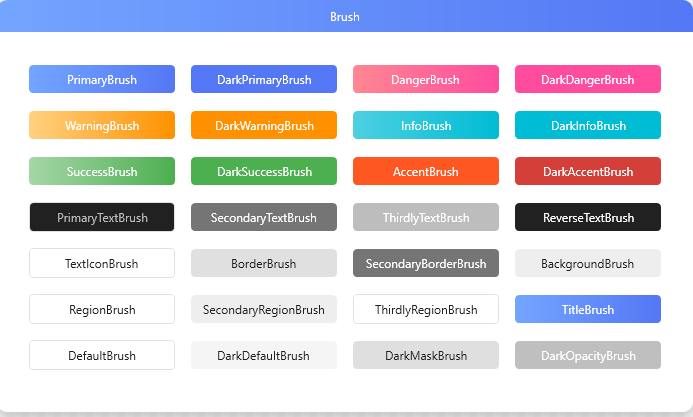 Brush
PrimaryBrush DarkPrimaryBrush DangerBrush DarkDangerBrush
WarningBrush DarkWarningBrush InfoBrush DarkInfoBrush
SuccessBrush DarkSuccessBrush AccentBrush DarkAccentBrush
PrimaryTextBrush SecondaryTextBrush ThirdlyTextBrush ReverseTextBrush
TextIconBrush BorderBrush SecondaryBorderBrush BackgroundBrush
RegionBrush SecondaryRegionBrush ThirdlyRegionBrush TitleBrush
DefaultBrush DarkDefaultBrush DarkMaskBrush DarkOpacityBrush